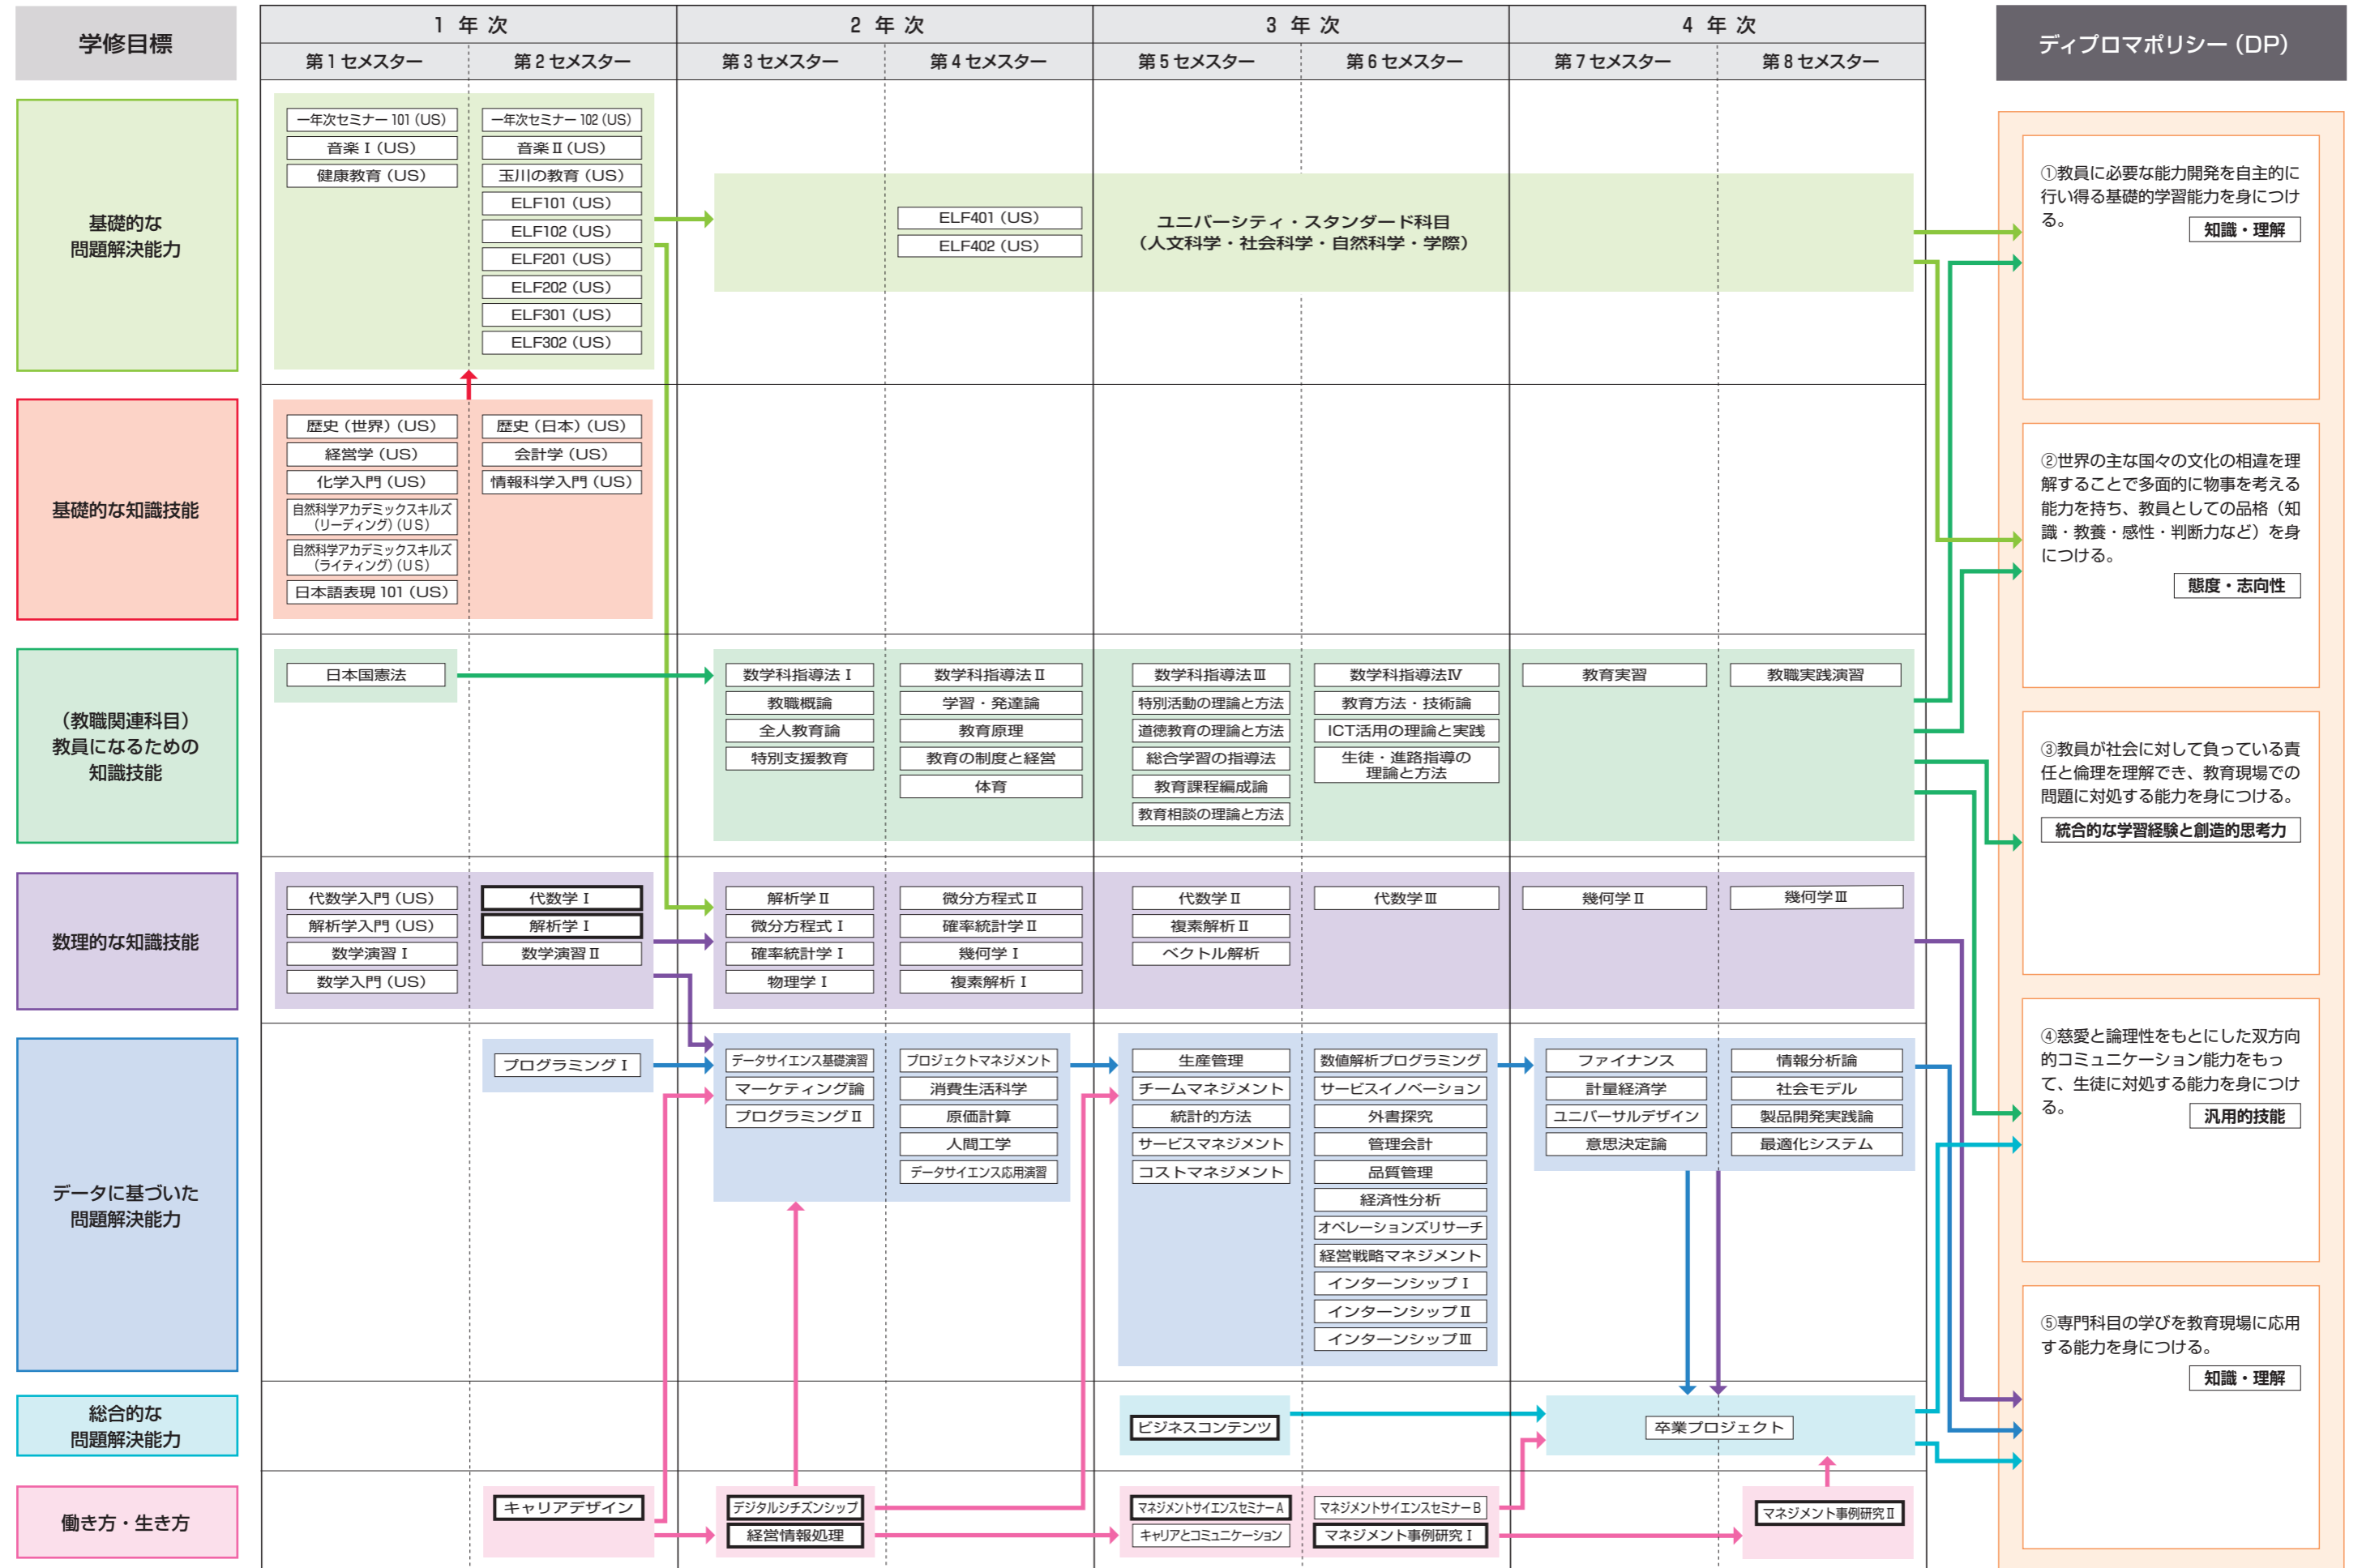 学修目標
1 年 次
2 年 次
3 年 次
4 年 次
第1セメスター
第2セメスター
第3セメスター
第4セメスター
第5セメスター
第6セメスター
第7セメスター
第8セメスター
ディプロマポリシー（DP）
基礎的な
問題解決能力
一年次セミナー 101（US）
音楽Ⅰ（US）
健康教育（US）
一年次セミナー 102（US）
音楽Ⅱ（US）
玉川の教育（US）
ELF101（US）
ELF102（US）
ELF201（US）
ELF202（US）
ELF301（US）
ELF302（US）
ELF401（US）
ELF402（US）
ユニバーシティ・スタンダード科目
（人文科学・社会科学・自然科学・学際）
基礎的な知識技能
歴史（世界）（US）
経営学（US）
化学入門（US）
自然科学アカデミックスキルズ
（リーディング）（US）
自然科学アカデミックスキルズ
（ライティング）（US）
日本語表現 101（US）
歴史（日本）（US）
会計学（US）
情報科学入門（US）
（教職関連科目）
教員になるための
知識技能
日本国憲法
数学科指導法Ⅰ
教職概論
全人教育論
特別支援教育
数学科指導法Ⅱ
学習・発達論
教育原理
教育の制度と経営
体育
数学科指導法Ⅲ
特別活動の理論と方法
道徳教育の理論と方法
総合学習の指導法
教育課程編成論
教育相談の理論と方法
数学科指導法Ⅳ
教育方法・技術論
ICT活用の理論と実践
生徒・進路指導の
理論と方法
教育実習
教職実践演習
数理的な知識技能
代数学入門（US）
解析学入門（US）
数学演習Ⅰ
数学入門（US）
代数学Ⅰ
解析学Ⅰ
数学演習Ⅱ
解析学Ⅱ
微分方程式Ⅰ
確率統計学Ⅰ
物理学Ⅰ
微分方程式Ⅱ
確率統計学Ⅱ
幾何学Ⅰ
複素解析Ⅰ
代数学Ⅱ
複素解析Ⅱ
ベクトル解析
代数学Ⅲ
幾何学Ⅱ
幾何学Ⅲ
データに基づいた
問題解決能力
プログラミングⅠ
データサイエンス基礎演習
マーケティング論
プログラミングⅡ
プロジェクトマネジメント
消費生活科学
原価計算
人間工学
データサイエンス応用演習
生産管理
チームマネジメント
統計的方法
サービスマネジメント
コストマネジメント
数値解析プログラミング
サービスイノベーション
外書探究
管理会計
品質管理
経済性分析
オペレーションズリサーチ
経営戦略マネジメント
インターンシップⅠ
インターンシップⅡ
インターンシップⅢ
ファイナンス
計量経済学
ユニバーサルデザイン
意思決定論
情報分析論
社会モデル
製品開発実践論
最適化システム
総合的な
問題解決能力
ビジネスコンテンツ
卒業プロジェクト
働き方・生き方
キャリアデザイン
デジタルシチズンシップ
経営情報処理
マネジメントサイエンスセミナーA
キャリアとコミュニケーション
マネジメントサイエンスセミナーB
マネジメント事例研究Ⅰ
マネジメント事例研究Ⅱ
①教員に必要な能力開発を自主的に
行い得る基礎的学習能力を身につけ
る。
知識・理解
②世界の主な国々の文化の相違を理
解することで多面的に物事を考える
能力を持ち、教員としての品格（知
識・教養・感性・判断力など）を身
につける。
態度・志向性
③教員が社会に対して負っている責
任と倫理を理解でき、教育現場での
問題に対処する能力を身につける。
統合的な学習経験と創造的思考力
④慈愛と論理性をもとにした双方向
的コミュニケーション能力をもっ
て、生徒に対処する能力を身につけ
る。
汎用的技能
⑤専門科目の学びを教育現場に応用
する能力を身につける。
知識・理解